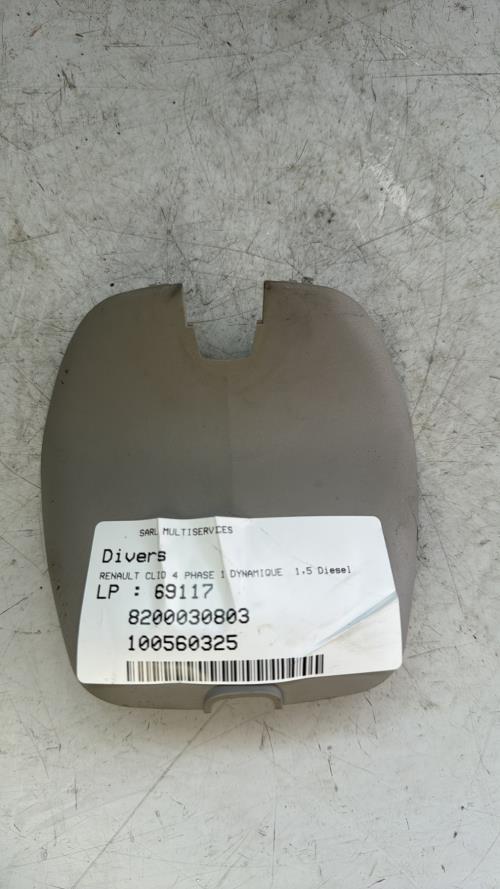 SARL MULTISERVICES
Divers
RENAULT CLIO 4 PHASE 1 DYNAMIQUE 1.5 Diesel
LP : 69117
8200030803
100560325